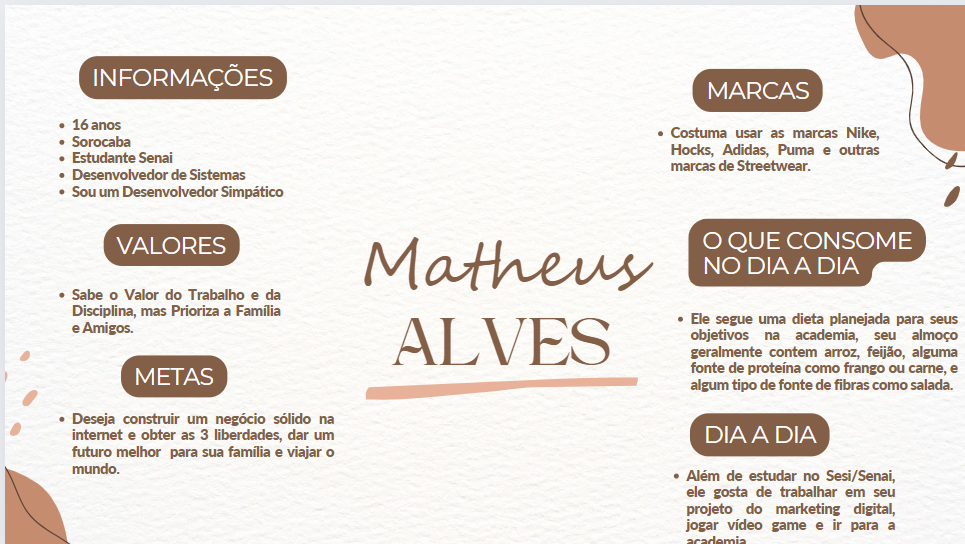 INFORMAÇÕES
16 anos
Sorocaba
Estudante Senai
Desenvolvedor de Sistemas
Sou um Desenvolvedor Simpático
VALORES
Sabe o Valor do Trabalho e da
Disciplina, mas Prioriza a Família
e Amigos.
METAS
Deseja construir um negócio sólido na
internet e obter as 3 liberdades, dar um
futuro melhor para sua família e viajar o
mundo.
Matheus
ALVES
MARCAS
Costuma usar as marcas Nike,
Hocks, Adidas, Puma e outras
marcas de Streetwear.
O QUE CONSOME
NO DIA A DIA
Ele segue uma dieta planejada para seus
objetivos na academia, seu almoço
geralmente contem arroz, feijão, alguma
fonte de proteína como frango ou carne, e
algum tipo de fonte de fibras como salada.
DIA A DIA
Além de estudar no Sesi/Senai,
ele gosta de trabalhar em seu
projeto do marketing digital,
jogar vídeo game e ir para a
academia